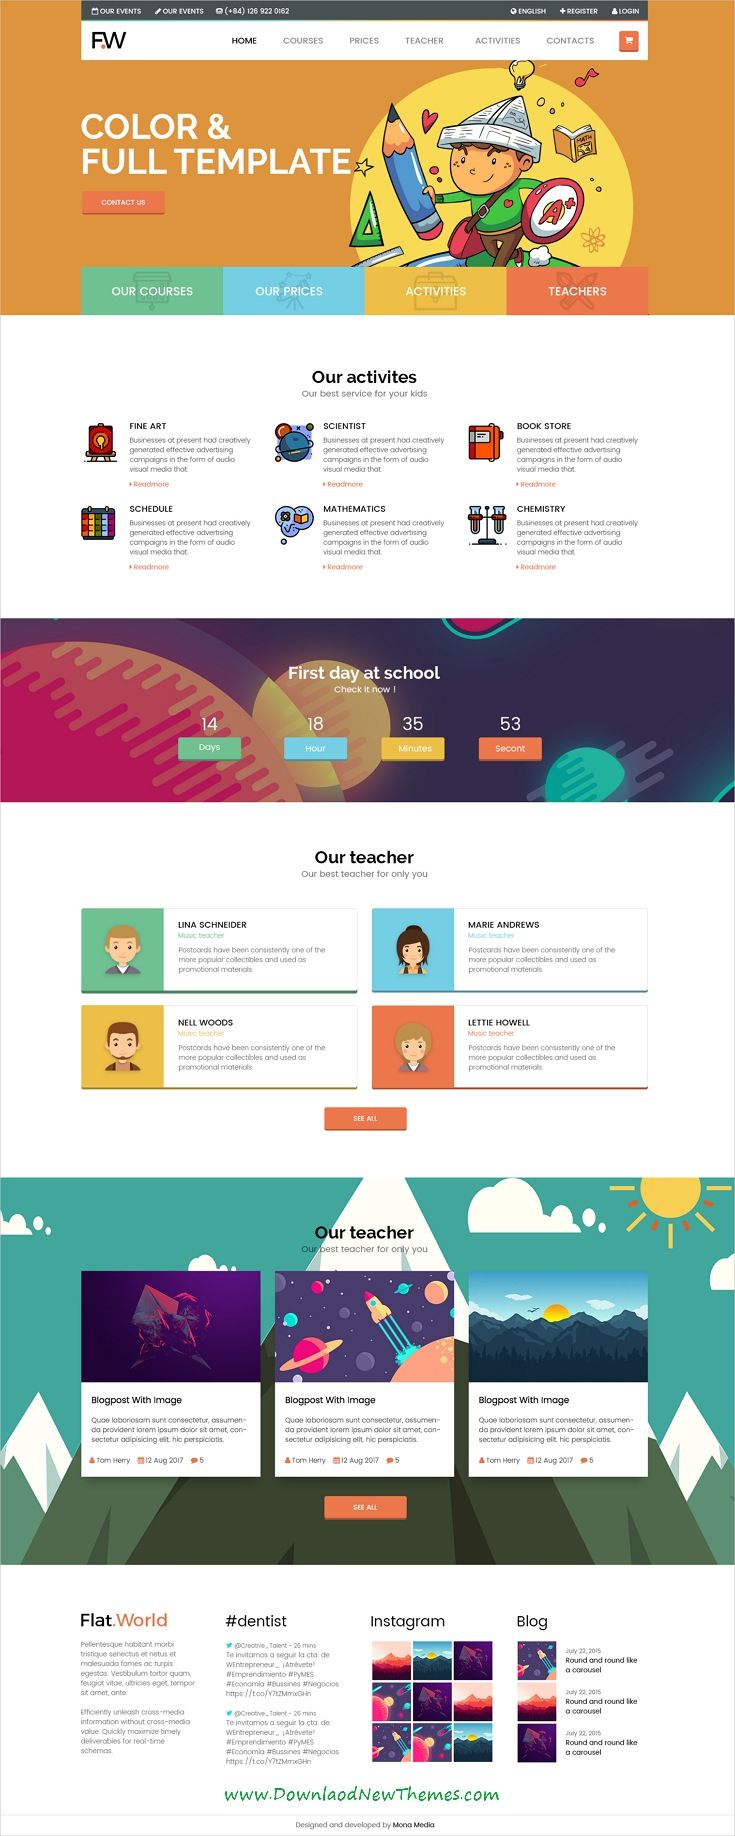 OUR EVENTS OUR EVENTS (+84) 126 922 0162 ENGLISH REGISTER LOGIN
F.W HOME COURSES PRICES TEACHER ACTIVITIES CONTACTS
COLOR &
FULL TEMPLATE
CONTACT US
MATH
A+
OUR COURSES OUR PRICES ACTIVITIES TEACHERS
Our activites
Our best service for your kids
FINE ART
Businesses at present had creatively
generated effective advertising
campaigns in the form of audio
visual media that.
Readmore
SCIENTIST
Businesses at present had creatively
generated effective advertising
campaigns in the form of audio
visual media that.
Readmore
BOOK STORE
Businesses at present had creatively
generated effective advertising
campaigns in the form of audio
visual media that.
Readmore
SCHEDULE
Businesses at present had creatively
generated effective advertising
campaigns in the form of audio
visual media that.
Readmore
MATHEMATICS
Businesses at present had creatively
generated effective advertising
campaigns in the form of audio
visual media that.
Readmore
CHEMISTRY
Businesses at present had creatively
generated effective advertising
campaigns in the form of audio
visual media that.
Readmore
First day at school
Check it now !
14 18 35 53
Days Hour Minutes Secont
Our teacher
Our best teacher for only you
LINA SCHNEIDER
Music teacher
Postcards have been consistently one of the
more popular collectibles and used as
promotional materials.
MARIE ANDREWS
Music teacher
Postcards have been consistently one of the
more popular collectibles and used as
promotional materials.
NELL WOODS
Music teacher
Postcards have been consistently one of the
more popular collectibles and used as
promotional materials.
LETTIE HOWELL
Music teacher
Postcards have been consistently one of the
more popular collectibles and used as
promotional materials.
SEE ALL
Our teacher
Our best teacher for only you
Blogpost With Image
Quae laboriosam sunt consectetur, assumen-
da provident lorem ipsum dolor sit amet, con-
sectetur adipisicing elit. hic perspiciatis.
Tom Herry 12 Aug 2017 5
Blogpost With Image
Quae laboriosam sunt consectetur, assumen-
da provident lorem ipsum dolor sit amet, con-
sectetur adipisicing elit. hic perspiciatis.
Tom Herry 12 Aug 2017 5
Blogpost With Image
Quae laboriosam sunt consectetur, assumen-
da provident lorem ipsum dolor sit amet, con-
sectetur adipisicing elit. hic perspiciatis.
Tom Herry 12 Aug 2017 5
SEE ALL
Flat.World
Pellentesque habitant morbi
tristique senectus et netus et
malesuada fames ac turpis
egestas. Vestibulum tortor quam,
feugiat vitae, ultricies eget, tempor
sit amet, ante.
Efficiently unleash cross-media
information without cross-media
value. Quickly maximize timely
deliverables for real-time
schemas.
#dentist
@Creative_Talent - 26 mins
Te invitamos a seguir la cta. de
WEntrepreneur_ ¡Atrévete!
#Emprendimiento #PyMES
#Economía #Bussines #Negocios
https://t.co/Y7tZMmxGHn
@Creative_Talent - 26 mins
Te invitamos a seguir la cta. de
WEntrepreneur_ ¡Atrévete!
#Emprendimiento #PyMES
#Economía #Bussines #Negocios
https://t.co/Y7tZMmxGHn
Instagram
Blog
July 22, 2015
Round and round like
a carousel
July 22, 2015
Round and round like
a carousel
July 22, 2015
Round and round like
a carousel
www.DownlaodNewThemes.com
Designed and developed by Mona Media